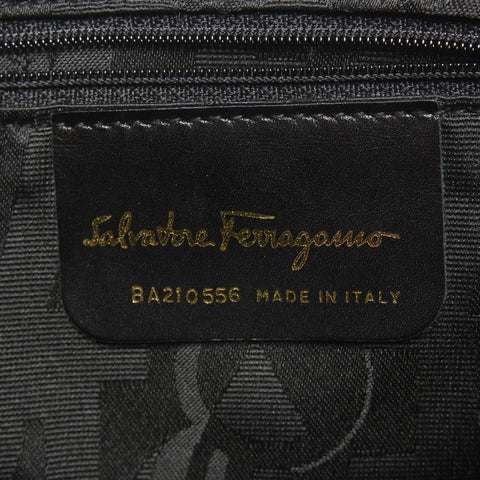 Salvatore Ferragamo
BA210556 MADE IN ITALY